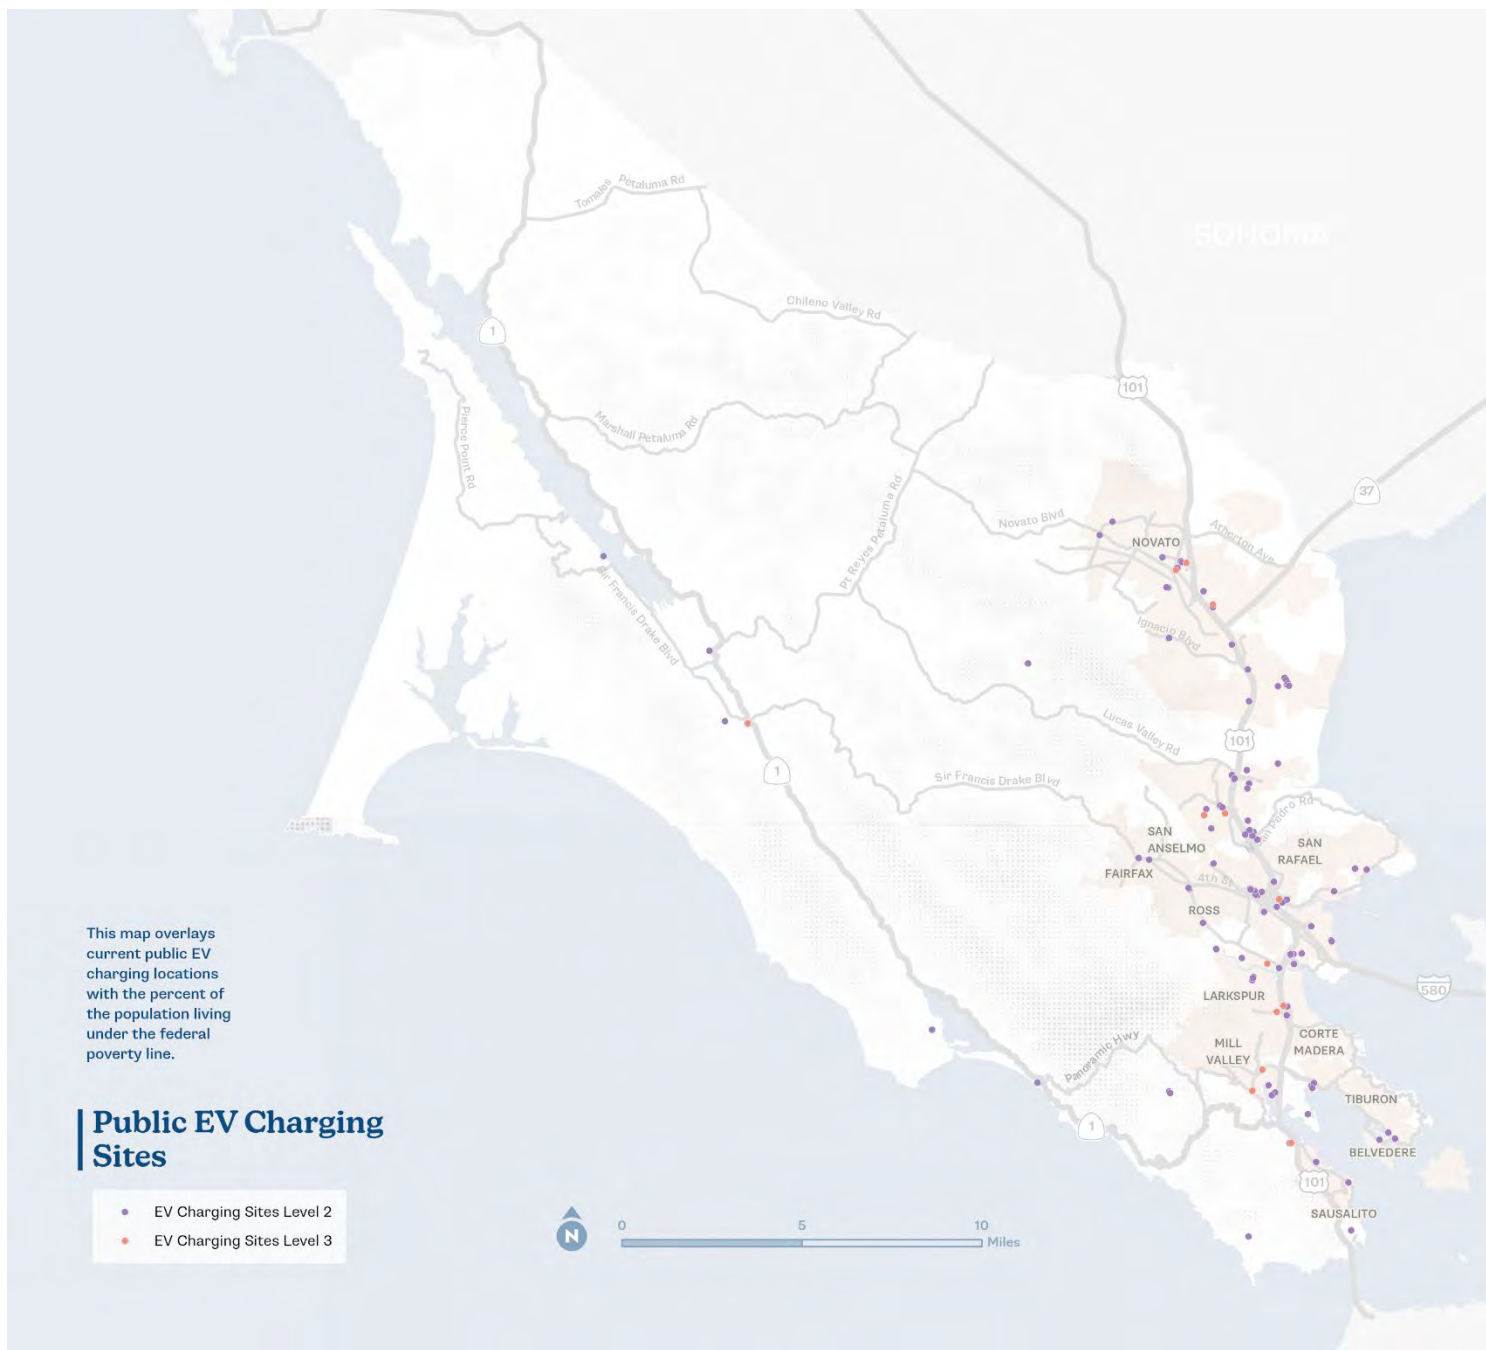 SONOMA
Tomales Petaluma Rd
Chileno Valley Rd
1
101
Pierce Point Rd
Marshall Petaluma Rd
37
Pt Reyes Petaluma Rd
Novato Blvd
NOVATO
Atherton Ave
Sir Francis Drake Blvd
Ignacio Blvd
Lucas Valley Rd
101
1
Sir Francis Drake Blvd
San Pedro Rd
SAN
ANSELMO
SAN
RAFAEL
FAIRFAX
4th St
ROSS
This map overlays
current public EV
charging locations
with the percent of
the population living
under the federal
poverty line.
580
LARKSPUR
CORTE
MADERA
MILL
VALLEY
Panoramic Hwy
TIBURON
1
BELVEDERE
Public EV Charging
Sites
101
EV Charging Sites Level 2
SAUSALITO
EV Charging Sites Level 3
N
0 5 10
Miles